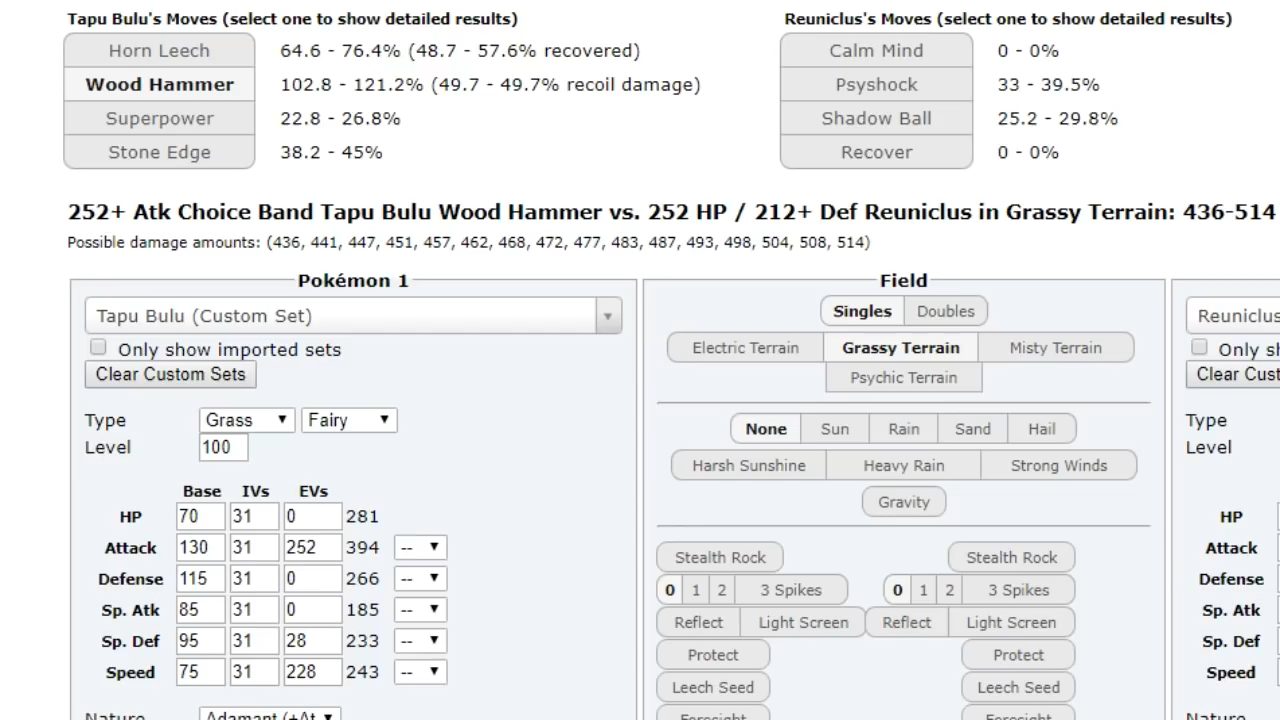 Tapu Bulu's Moves (select one to show detailed results)
Horn Leech 64.6 - 76.4% (48.7 - 57.6% recovered)
Wood Hammer 102.8 - 121.2% (49.7 - 49.7% recoil damage)
Superpower 22.8 - 26.8%
Stone Edge 38.2 - 45%
Reuniclus's Moves (select one to show detailed results)
Calm Mind 0 - 0%
Psyshock 33 - 39.5%
Shadow Ball 25.2 - 29.8%
Recover 0 - 0%
252+ Atk Choice Band Tapu Bulu Wood Hammer vs. 252 HP / 212+ Def Reuniclus in Grassy Terrain: 436-514
Possible damage amounts: (436, 441, 447, 451, 457, 462, 468, 472, 477, 483, 487, 493, 498, 504, 508, 514)
Pokémon 1
Tapu Bulu (Custom Set)
Only show imported sets
Clear Custom Sets
Type Grass Fairy
Level 100
Base IVs EVs
HP 70 31 0 281
Attack 130 31 252 394 --
Defense 115 31 0 266 --
Sp. Atk 85 31 0 185 --
Sp. Def 95 31 28 233 --
Speed 75 31 228 243 --
Nature Adamant (+At
Field
Singles Doubles
Electric Terrain Grassy Terrain Misty Terrain
Psychic Terrain
None Sun Rain Sand Hail
Harsh Sunshine Heavy Rain Strong Winds
Gravity
Stealth Rock Stealth Rock
0 1 2 3 Spikes 0 1 2 3 Spikes
Reflect Light Screen Reflect Light Screen
Protect Protect
Leech Seed Leech Seed
Foresight Foresight
Reuniclus
Only sh
Clear Cust
Type
Level
HP
Attack
Defense
Sp. Atk
Sp. Def
Speed
Nature